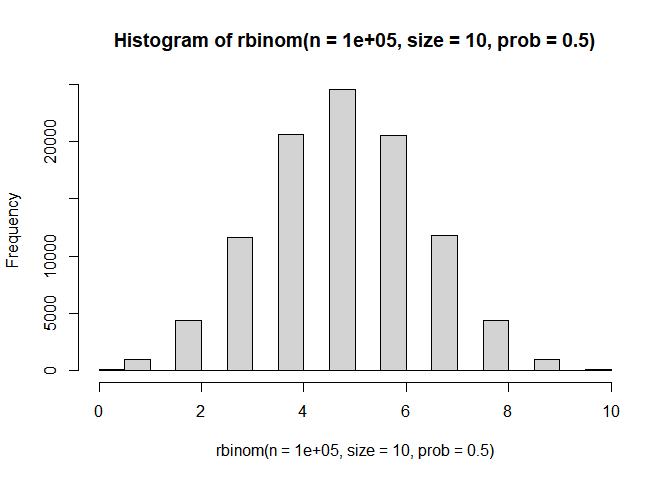 Histogram of rbinom(n = 1e+05, size = 10, prob = 0.5)
Frequency
20000
10000
5000
0
0 2 4 6 8 10
rbinom(n = 1e+05, size = 10, prob = 0.5)